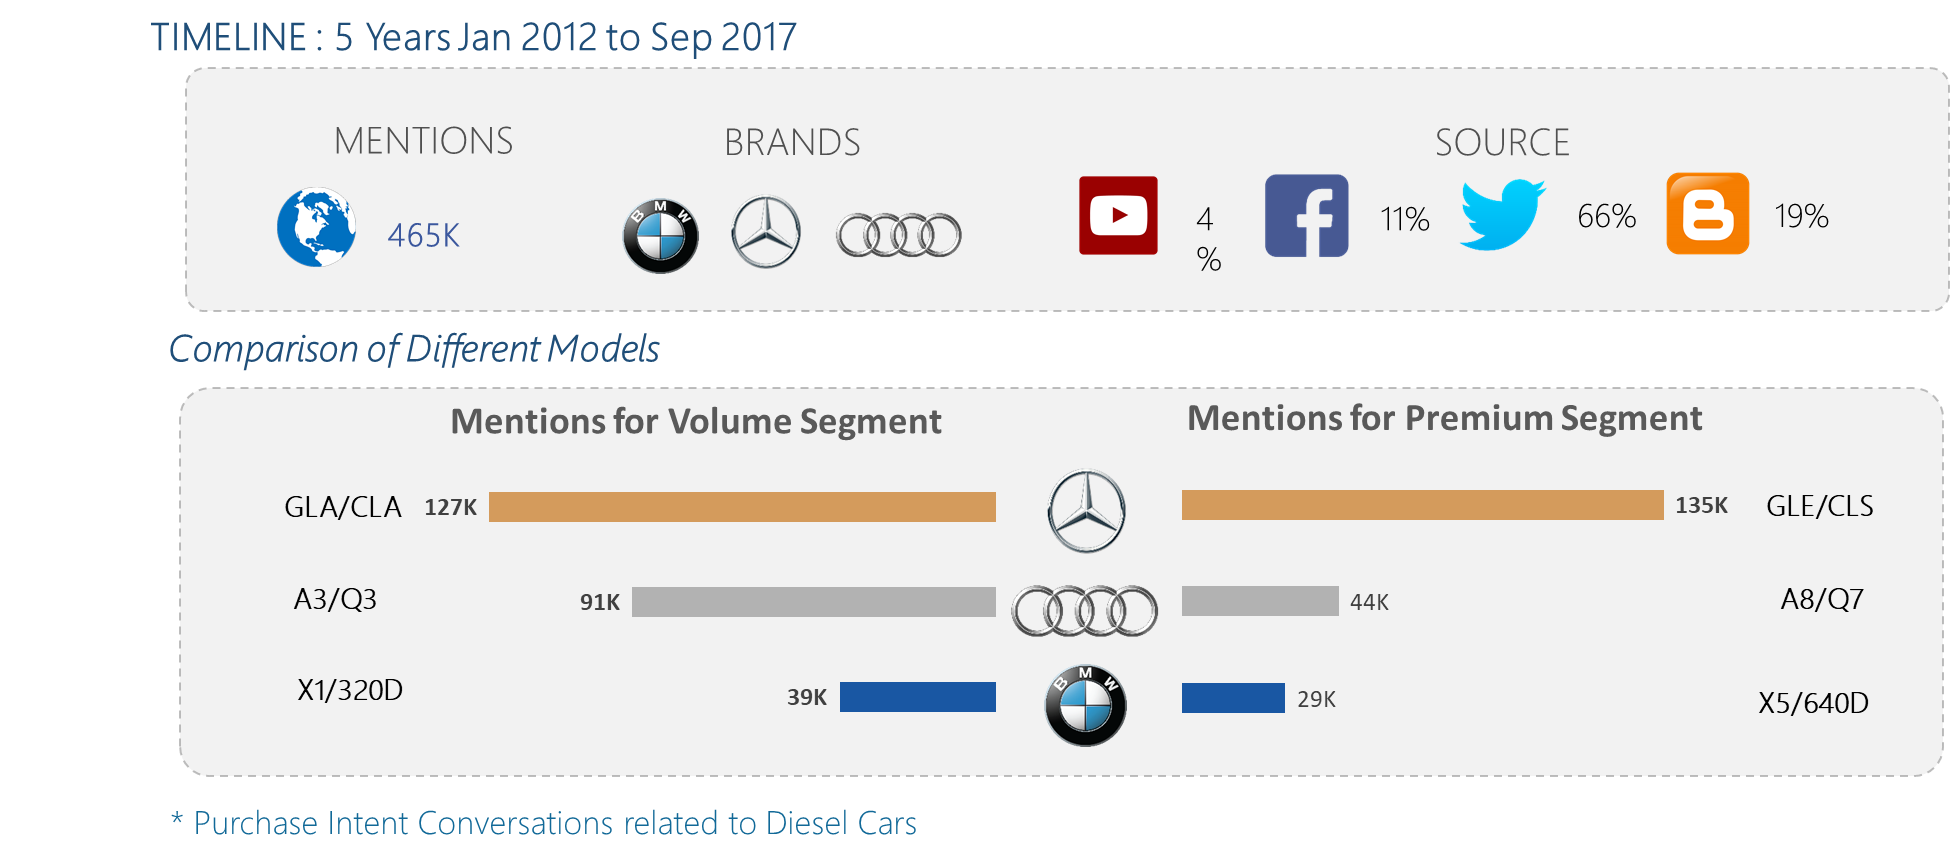 TIMELINE : 5 Years Jan 2012 to Sep 2017
MENTIONS
BRANDS
SOURCE
465K
BMW
4
%
11%
66%
19%
Comparison of Different Models
Mentions for Volume Segment
Mentions for Premium Segment
GLA/CLA 127K
135K GLE/CLS
A3/Q3 91K
44K A8/Q7
X1/320D 39K
BMW
29K X5/640D
* Purchase Intent Conversations related to Diesel Cars